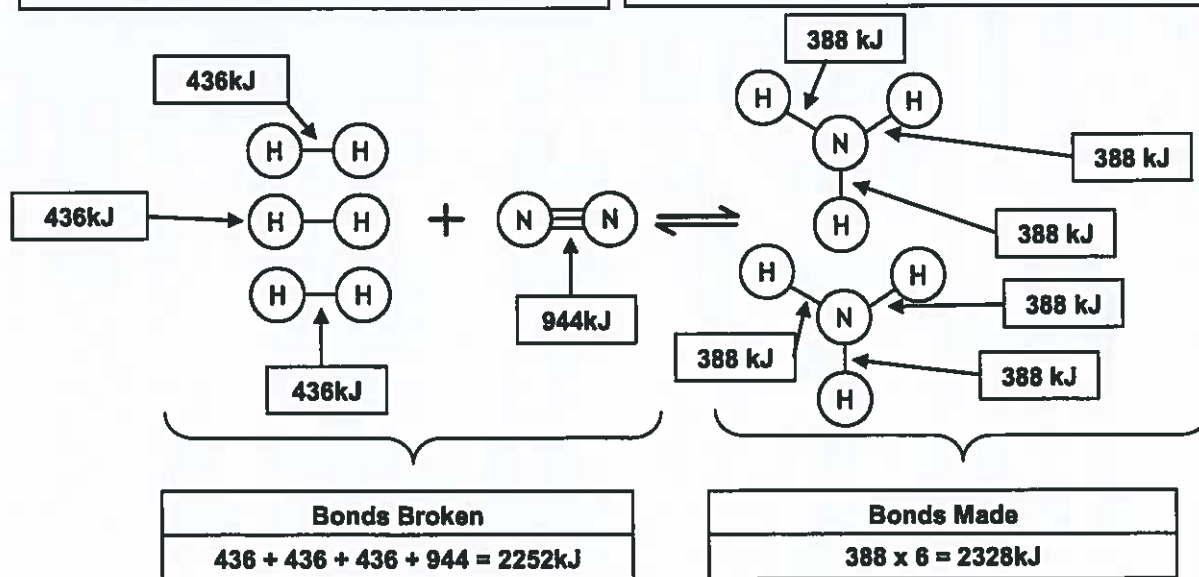 388 kJ
436kJ
H H
H H
N
388 kJ
436kJ
H H
+
N N
H
388 kJ
H H
H H
N
388 kJ
944kJ
388 kJ
388 kJ
436kJ
H
Bonds Broken
436 + 436 + 436 + 944 = 2252kJ
Bonds Made
388 x 6 = 2328kJ